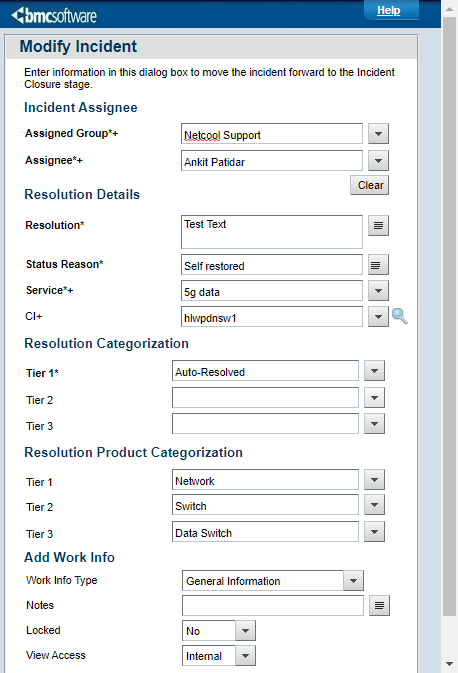 bmcsoftware
Help
Modify Incident
Enter information in this dialog box to move the incident forward to the Incident
Closure stage.
Incident Assignee
Assigned Group*+ Netcool Support
Assignee*+ Ankit Patidar
Clear
Resolution Details
Resolution* Test Text
Status Reason* Self restored
Service*+ 5g data
CI+ hlwpdnsw1
Resolution Categorization
Tier 1* Auto-Resolved
Tier 2
Tier 3
Resolution Product Categorization
Tier 1 Network
Tier 2 Switch
Tier 3 Data Switch
Add Work Info
Work Info Type General Information
Notes
Locked No
View Access Internal